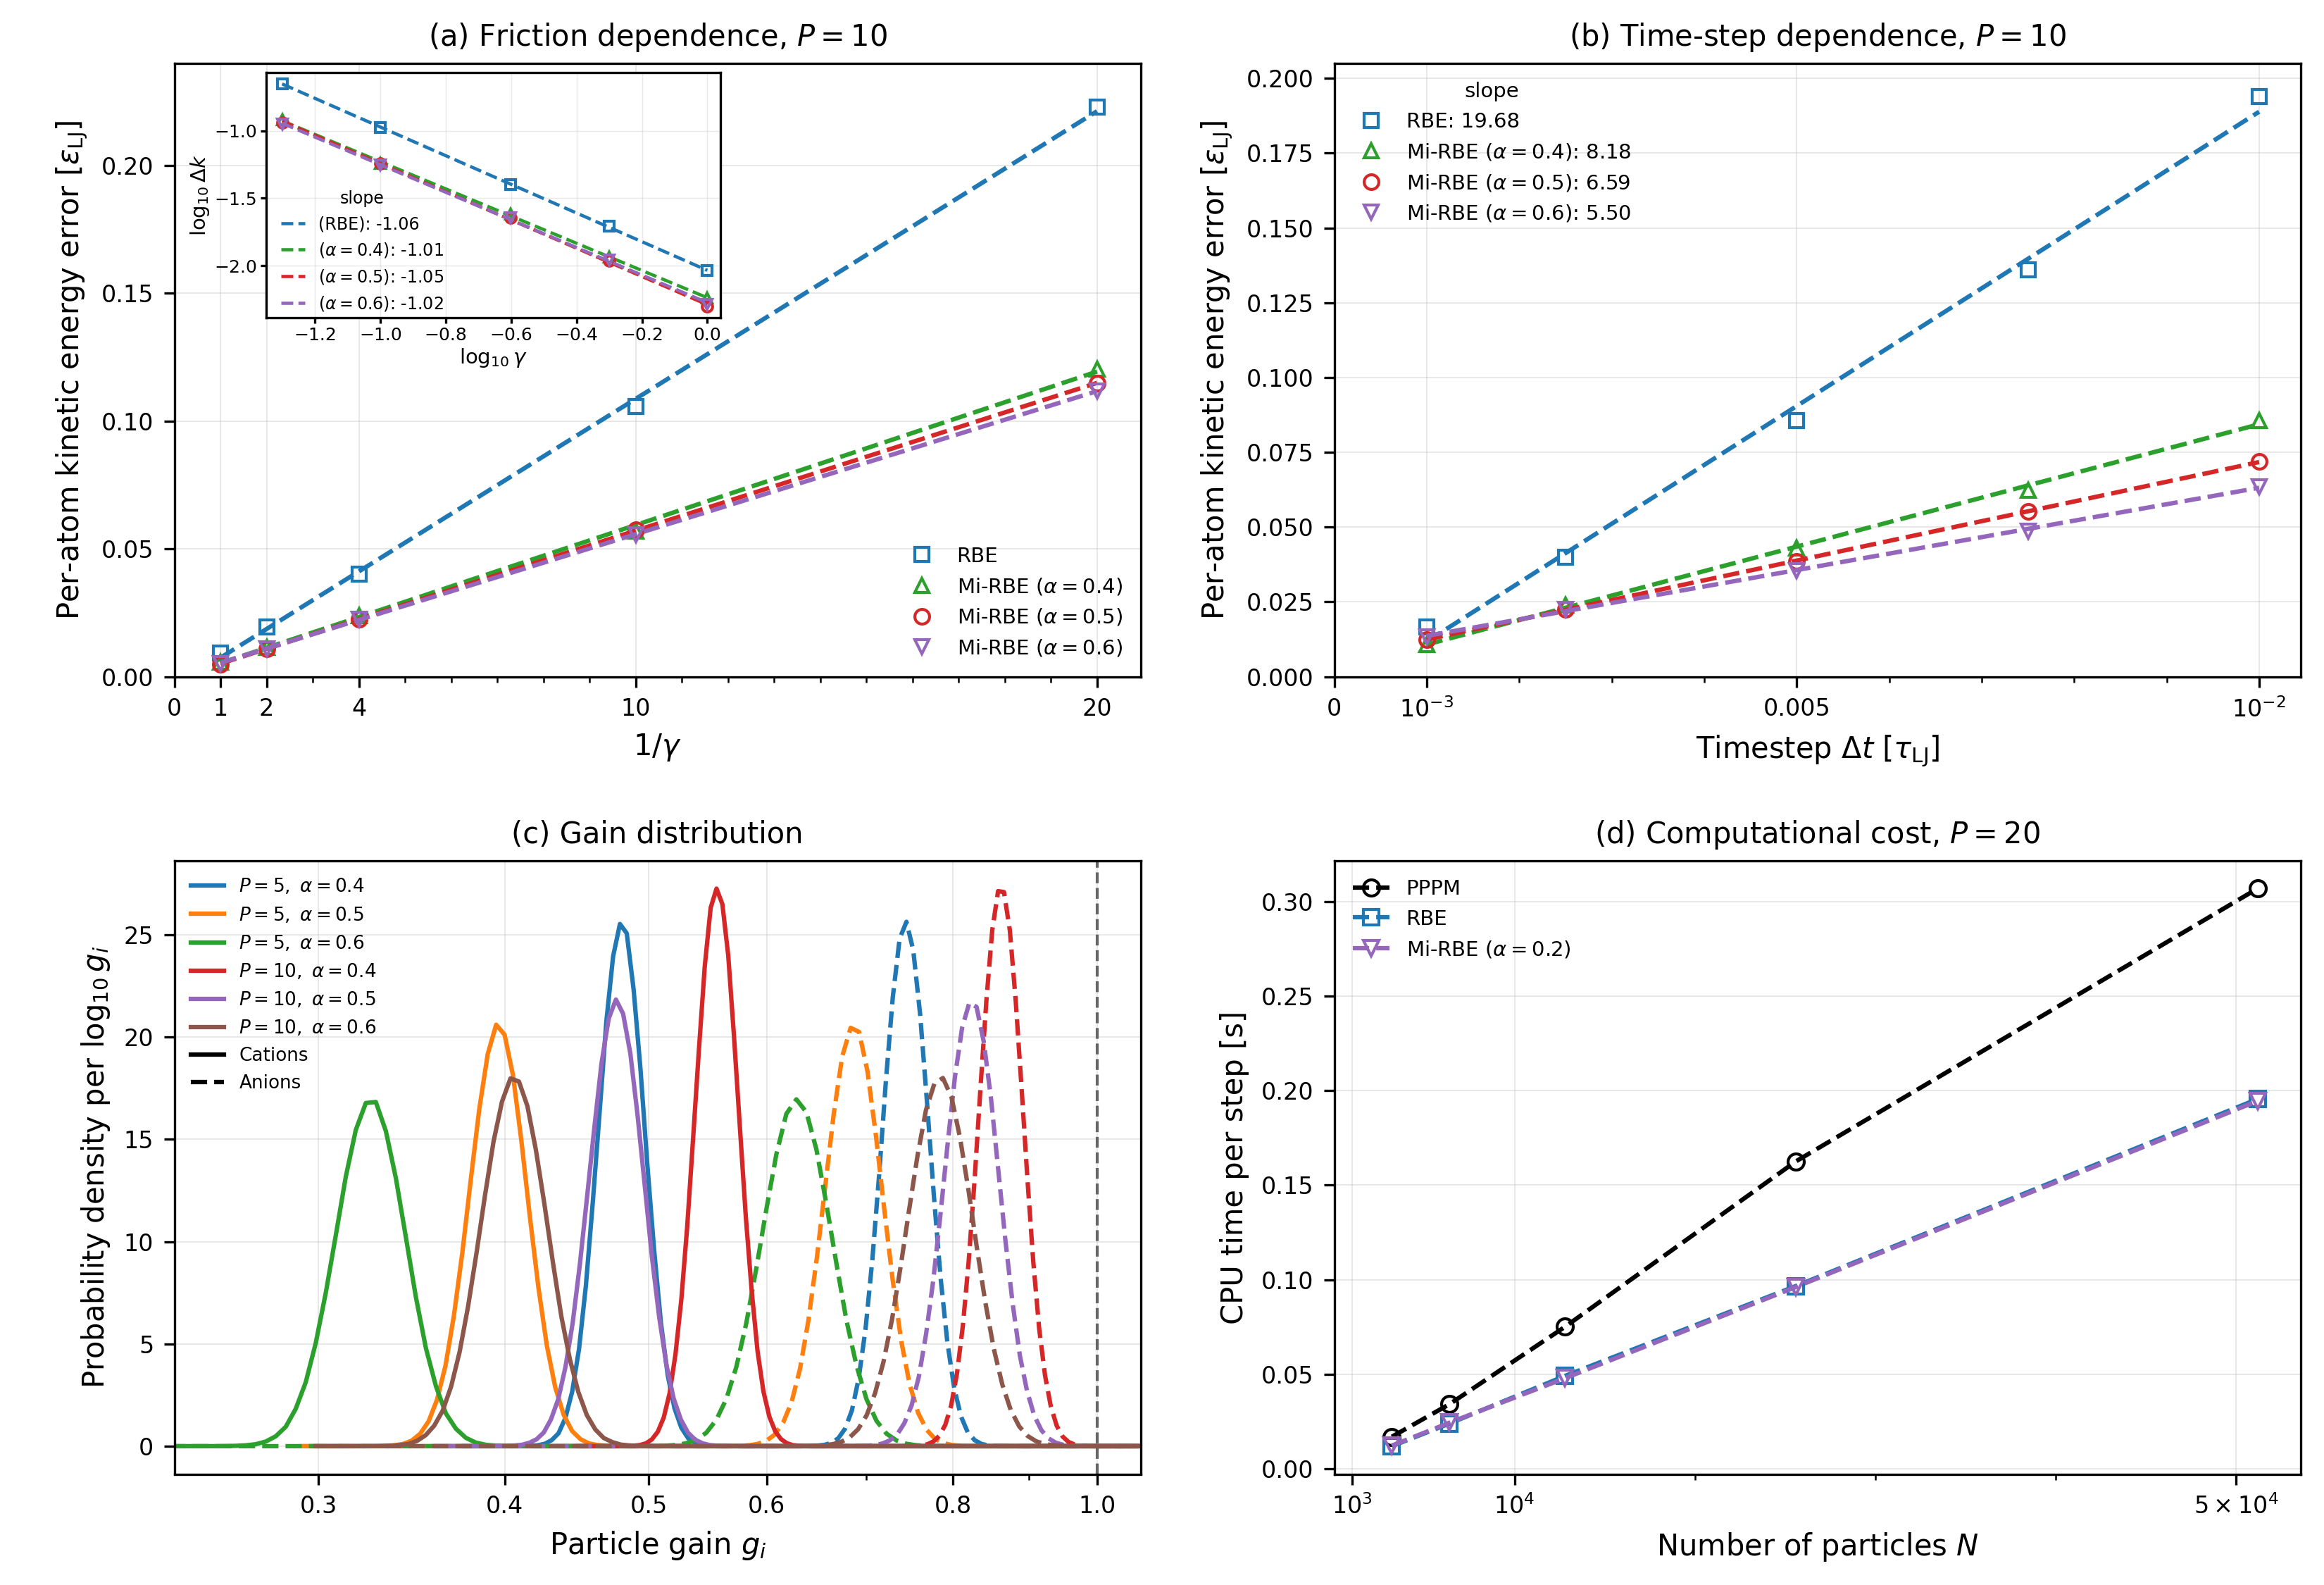 (a) Friction dependence, P = 10
Per-atom kinetic energy error [ε_LJ]
0.20
0.15
0.10
0.05
0.00
0 1 2 4 10 20
1/γ
log₁₀ Δk
−1.0
−1.5
−2.0
−1.2 −1.0 −0.8 −0.6 −0.4 −0.2 0.0
log₁₀ γ
slope
(RBE): -1.06
(α = 0.4): -1.01
(α = 0.5): -1.05
(α = 0.6): -1.02
RBE
Mi-RBE (α = 0.4)
Mi-RBE (α = 0.5)
Mi-RBE (α = 0.6)
(b) Time-step dependence, P = 10
Per-atom kinetic energy error [ε_LJ]
0.200
0.175
0.150
0.125
0.100
0.075
0.050
0.025
0.000
0 10⁻³ 0.005 10⁻²
Timestep Δt [τ_LJ]
slope
RBE: 19.68
Mi-RBE (α = 0.4): 8.18
Mi-RBE (α = 0.5): 6.59
Mi-RBE (α = 0.6): 5.50
(c) Gain distribution
Probability density per log₁₀ gᵢ
25
20
15
10
5
0
0.3 0.4 0.5 0.6 0.8 1.0
Particle gain gᵢ
P = 5, α = 0.4
P = 5, α = 0.5
P = 5, α = 0.6
P = 10, α = 0.4
P = 10, α = 0.5
P = 10, α = 0.6
Cations
Anions
(d) Computational cost, P = 20
CPU time per step [s]
0.30
0.25
0.20
0.15
0.10
0.05
0.00
10³ 10⁴ 5 × 10⁴
Number of particles N
PPPM
RBE
Mi-RBE (α = 0.2)